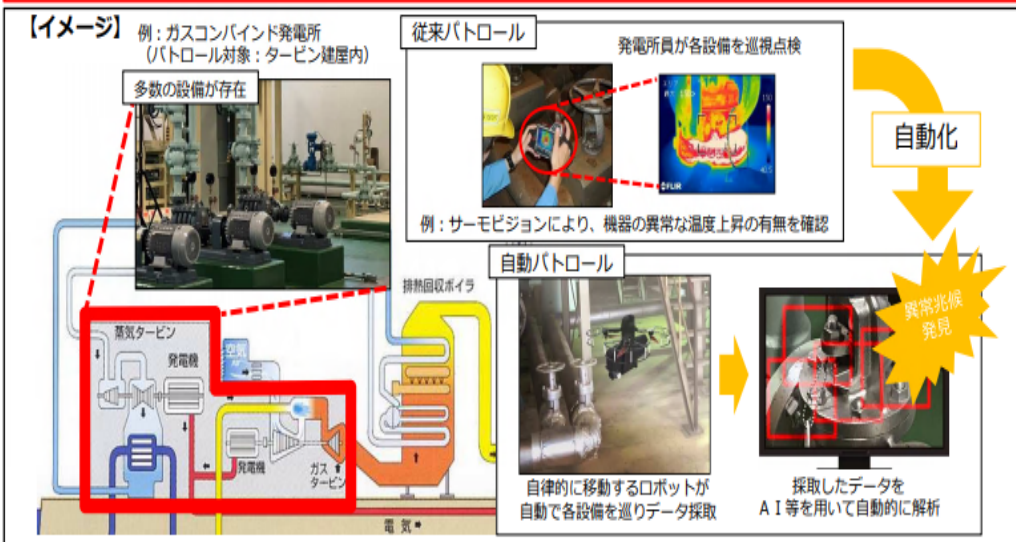 【イメージ】 例：ガスコンバインド発電所
（パトロール対象：タービン建屋内）
多数の設備が存在
従来パトロール
発電所員が各設備を巡視点検
FLIR
例：サーモビジョンにより、機器の異常な温度上昇の有無を確認
自動化
自動パトロール
異常兆候
発見
自律的に移動するロボットが
自動で各設備を巡りデータ採取
採取したデータを
ＡＩ等を用いて自動的に解析
排熱回収ボイラ
蒸気タービン
発電機
空気
発電機
ガス
タービン
電気